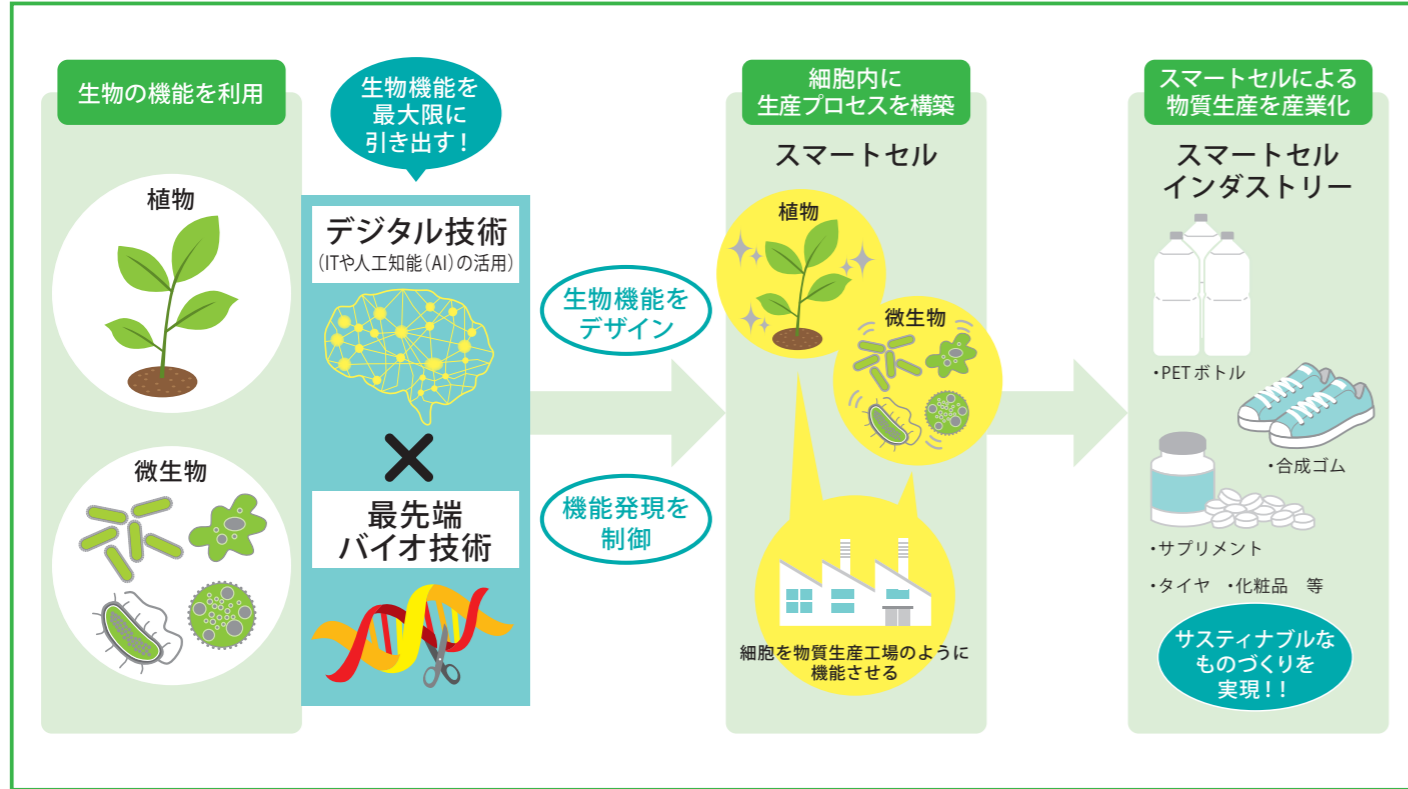 生物の機能を利用
植物
微生物
生物機能を
最大限に
引き出す！
デジタル技術
（ITや人工知能（AI）の活用）
最先端
バイオ技術
生物機能を
デザイン
機能発現を
制御
細胞内に
生産プロセスを構築
スマートセル
植物
微生物
細胞を物質生産工場のように
機能させる
スマートセルによる
物質生産を産業化
スマートセル
インダストリー
・PETボトル
・合成ゴム
・サプリメント
・タイヤ ・化粧品 等
サスティナブルな
ものづくりを
実現！！